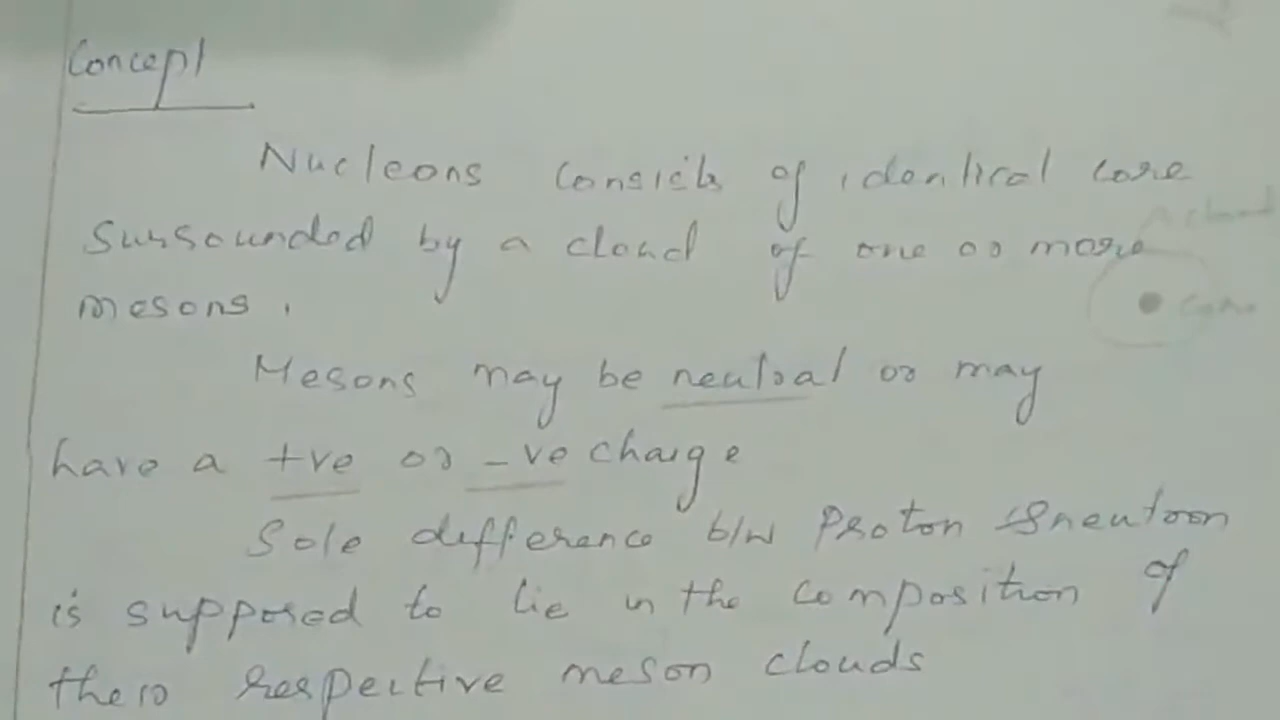 Concept
Nucleons consists of identical core
surrounded by a cloud of one or more
mesons.
Mesons may be neutral or may
have a +ve or -ve charge
Sole difference b/w Proton & neutron
is supposed to lie in the composition of
their respective meson clouds
cloud
Core